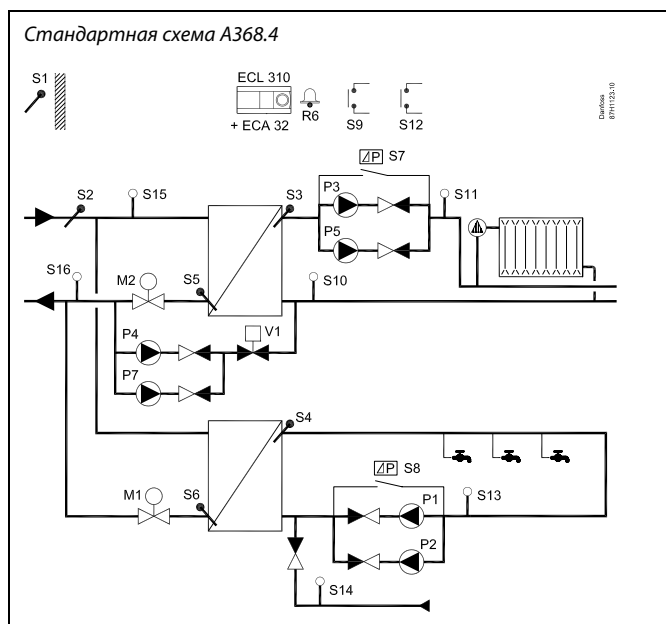 Стандартная схема A368.4
S1
ECL 310
+ ECA 32
R6
S9
S12
Danfoss
87H1123.10
S2
S15
S3
P3
P5
ΔP S7
S11
S16
M2
S5
S10
P4
V1
P7
S4
ΔP S8
M1
S6
P1
S13
P2
S14